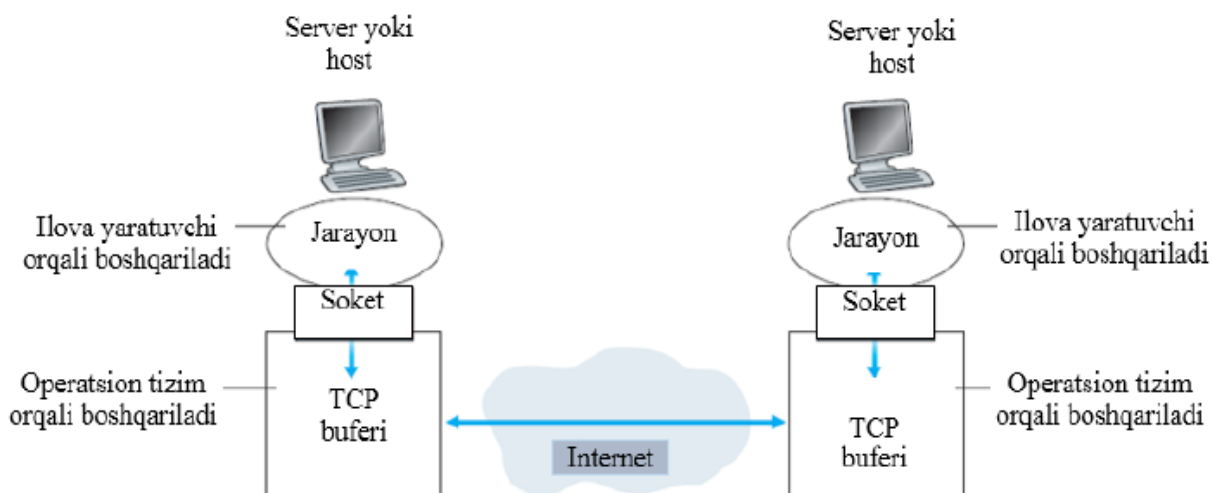 Server yoki
host
Server yoki
host
Ilova yaratuvchi
orqali boshqariladi
Jarayon
Jarayon
Ilova yaratuvchi
orqali boshqariladi
Soket
Soket
Operatsion tizim
orqali boshqariladi
TCP
buferi
Internet
TCP
buferi
Operatsion tizim
orqali boshqariladi